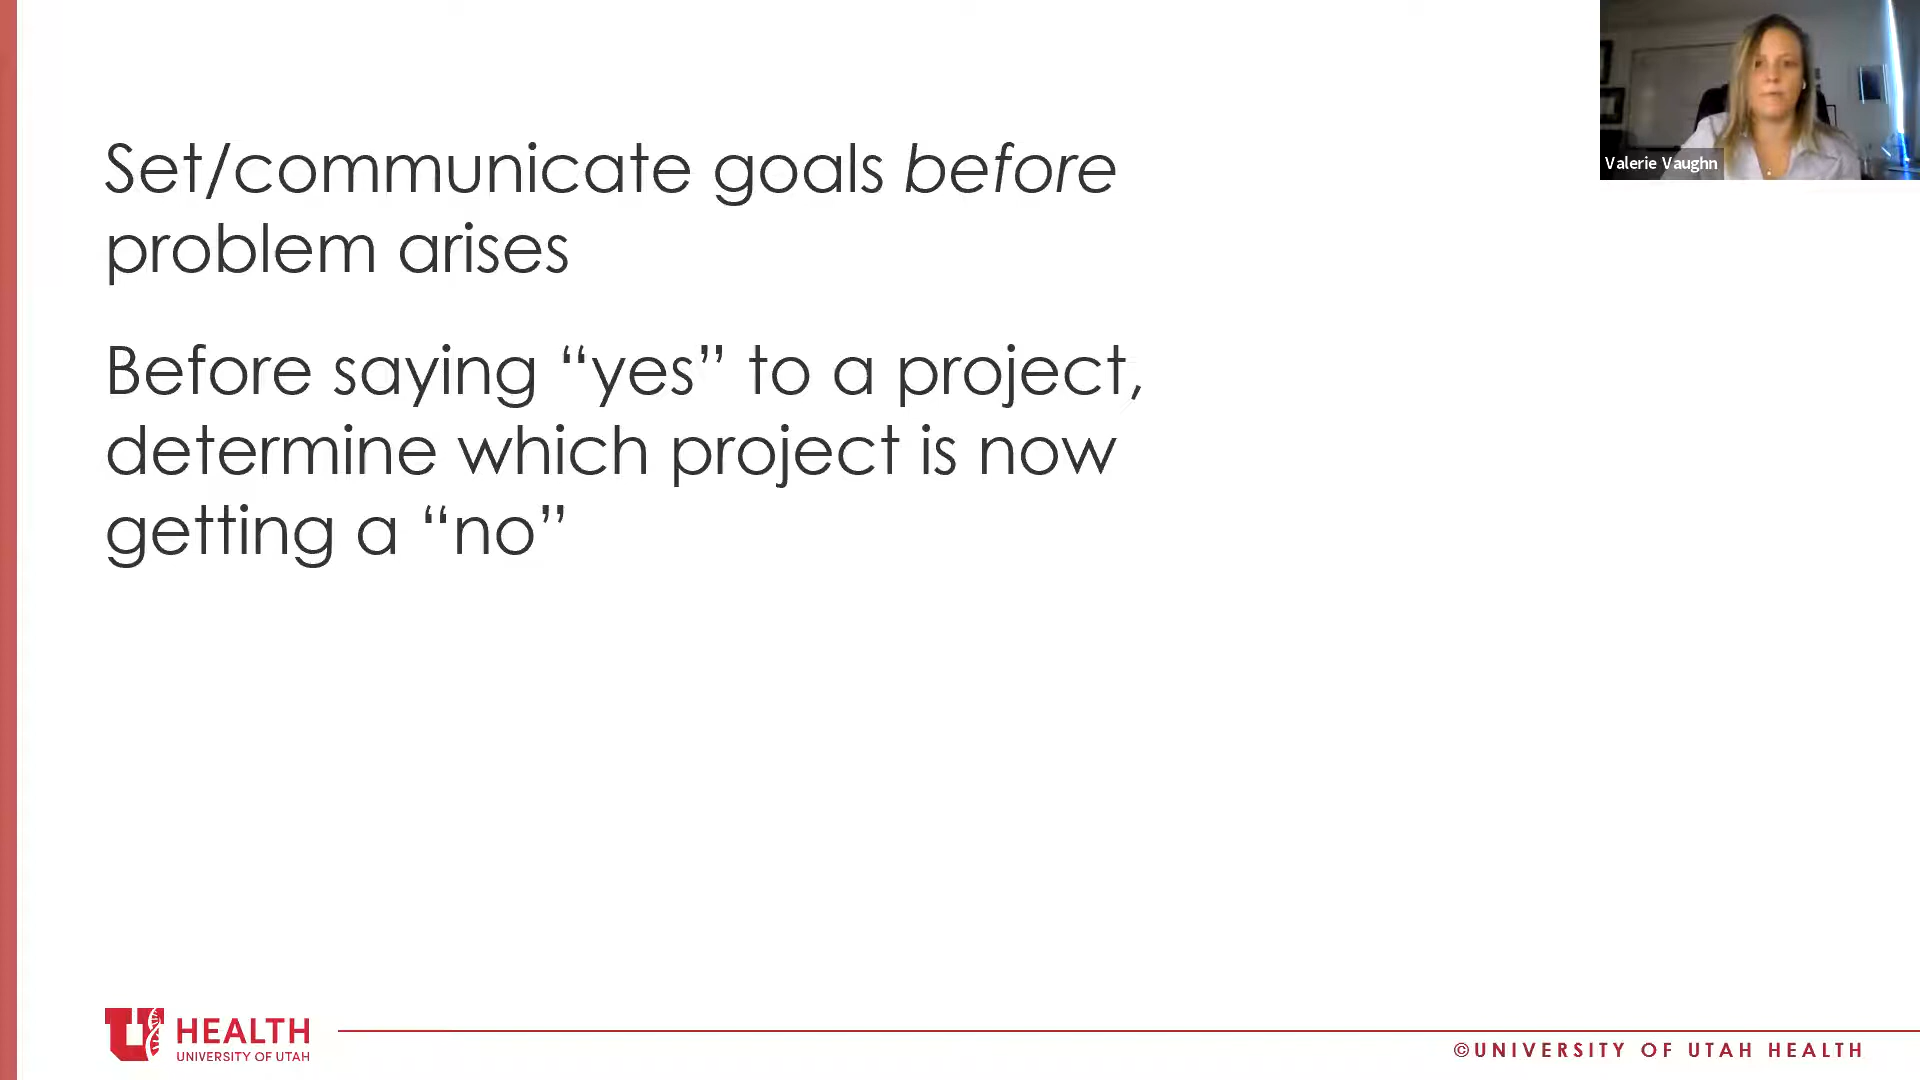 Set/communicate goals before
problem arises
Before saying “yes” to a project,
determine which project is now
getting a “no”
Valerie Vaughn
HEALTH
UNIVERSITY OF UTAH
©UNIVERSITY OF UTAH HEALTH